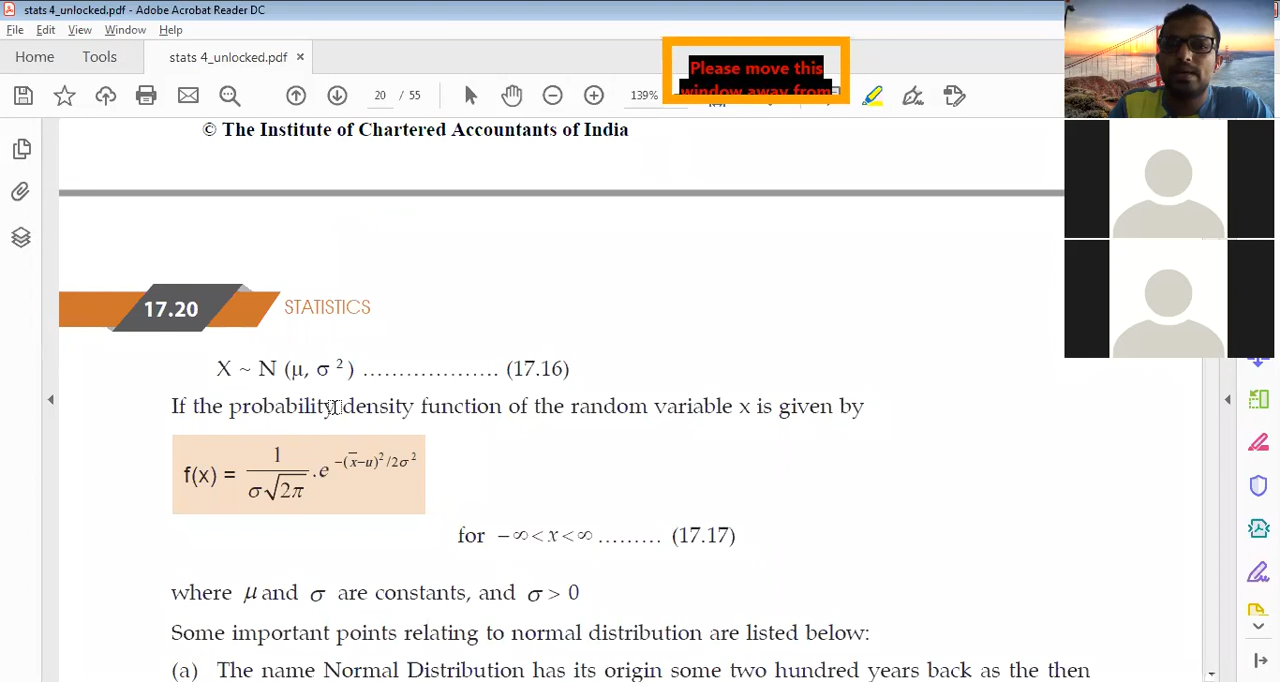 stats 4_unlocked.pdf - Adobe Acrobat Reader DC
File Edit View Window Help
Home Tools stats 4_unlocked.pdf ×
Please move this
window away from
20 / 55 139%
© The Institute of Chartered Accountants of India
17.20 STATISTICS
X ~ N (μ, σ ²) ……………….. (17.16)
If the probability density function of the random variable x is given by
f(x) = 1/(σ√2π) · e^(-(x̄-u)²/2σ²)
for -∞ < x < ∞ ……… (17.17)
where μ and σ are constants, and σ > 0
Some important points relating to normal distribution are listed below:
(a) The name Normal Distribution has its origin some two hundred years back as the then